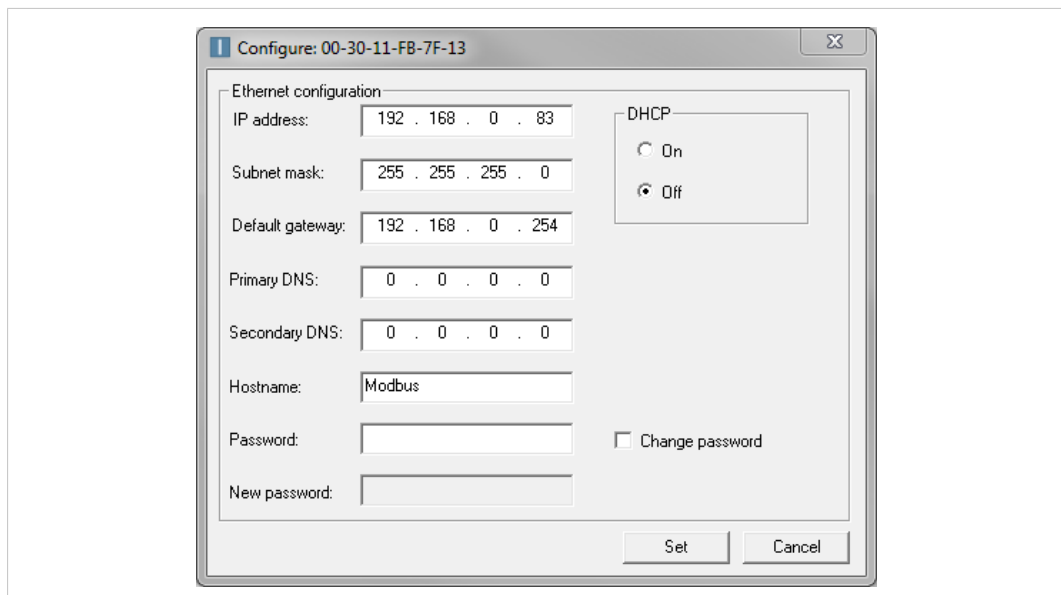 Configure: 00-30-11-FB-7F-13
Ethernet configuration
IP address: 192 . 168 . 0 . 83
DHCP
On
Subnet mask: 255 . 255 . 255 . 0
Off
Default gateway: 192 . 168 . 0 . 254
Primary DNS: 0 . 0 . 0 . 0
Secondary DNS: 0 . 0 . 0 . 0
Hostname: Modbus
Password:
Change password
New password:
Set Cancel